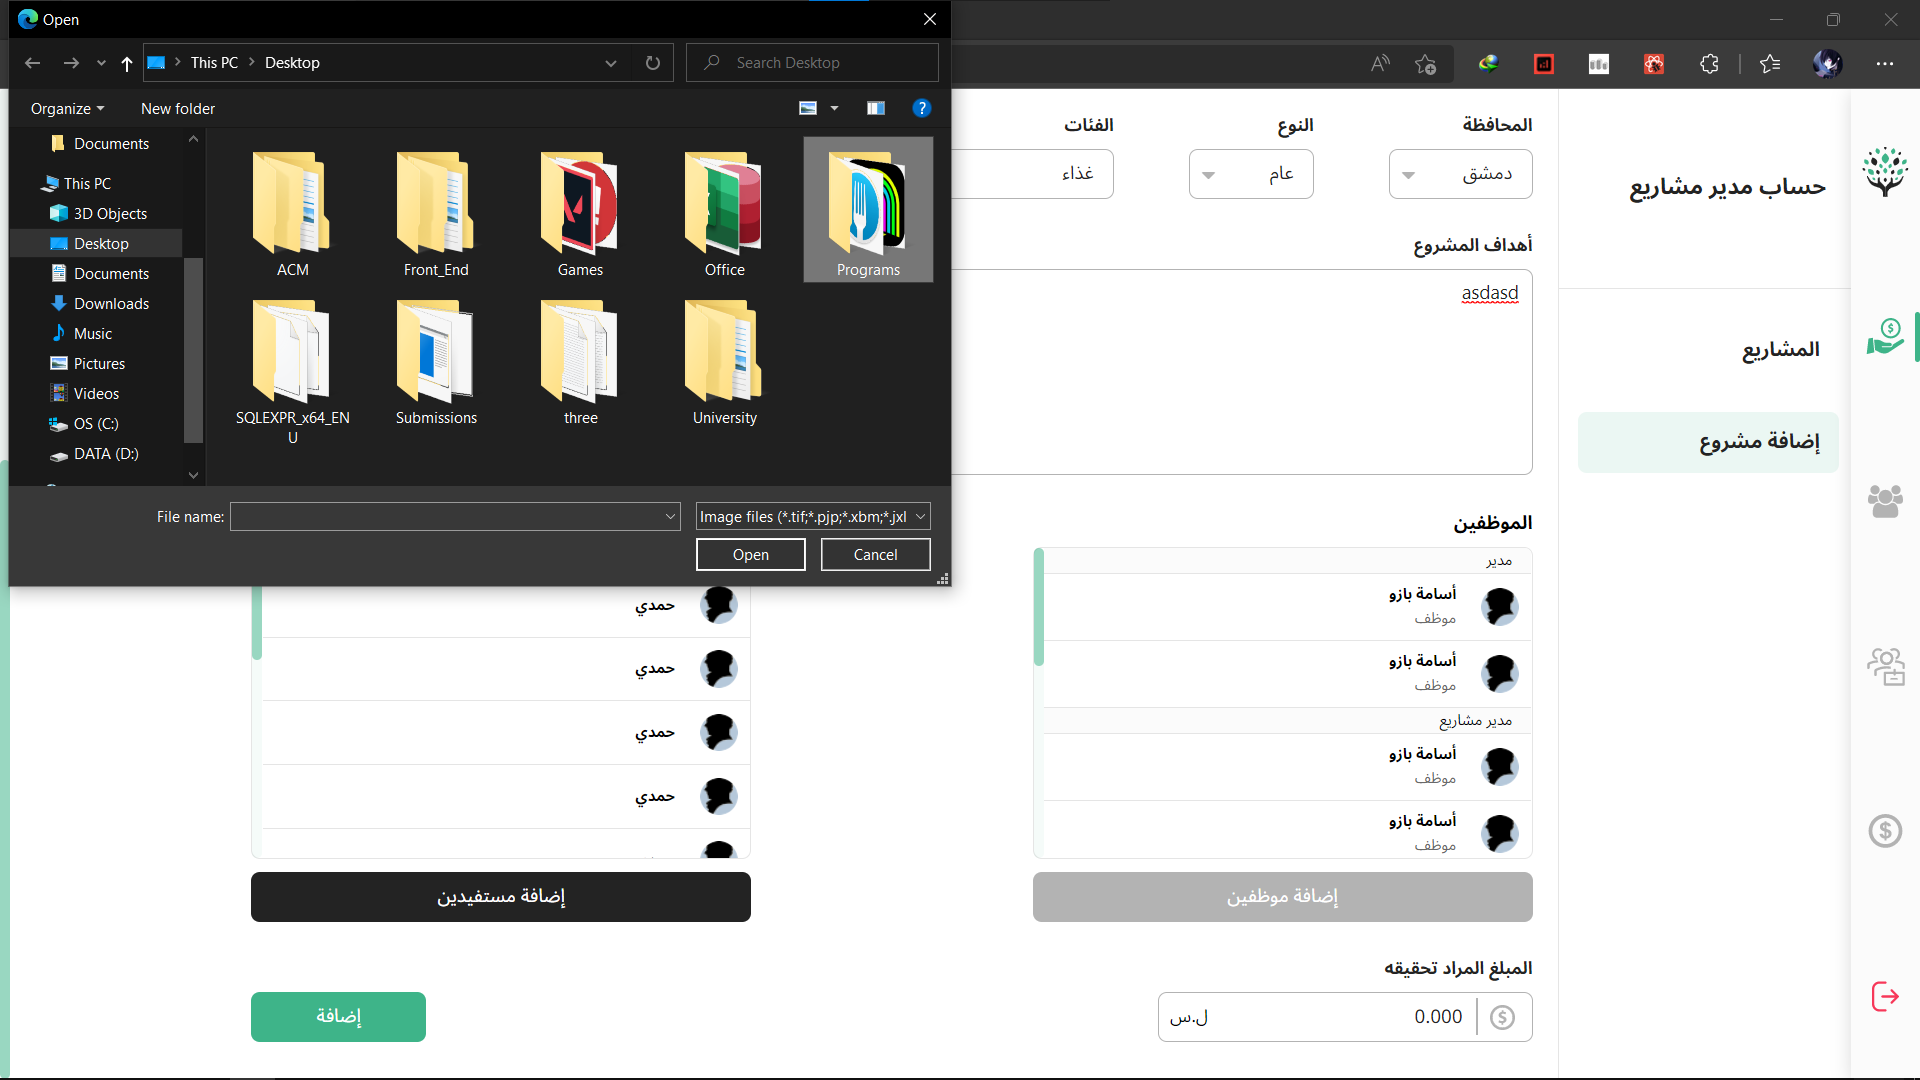 Open
This PC
Desktop
Search Desktop
Organize
New folder
Documents
This PC
3D Objects
Desktop
Documents
Downloads
Music
Pictures
Videos
OS (C:)
DATA (D:)
ACM
Front_End
Games
Office
Programs
SQLEXPR_x64_EN
U
Submissions
three
University
File name:
Image files (*.tif;*.pjp;*.xbm;*.jxl
Open
Cancel
حساب مدير مشاريع
المشاريع
إضافة مشروع
المحافظة
دمشق
النوع
عام
الفئات
غذاء
أهداف المشروع
asdasd
الموظفين
مدير
أسامة بازو
موظف
أسامة بازو
موظف
مدير مشاريع
أسامة بازو
موظف
أسامة بازو
موظف
إضافة موظفين
حمدي
حمدي
حمدي
حمدي
إضافة مستفيدين
المبلغ المراد تحقيقه
0.000
ل.س
إضافة